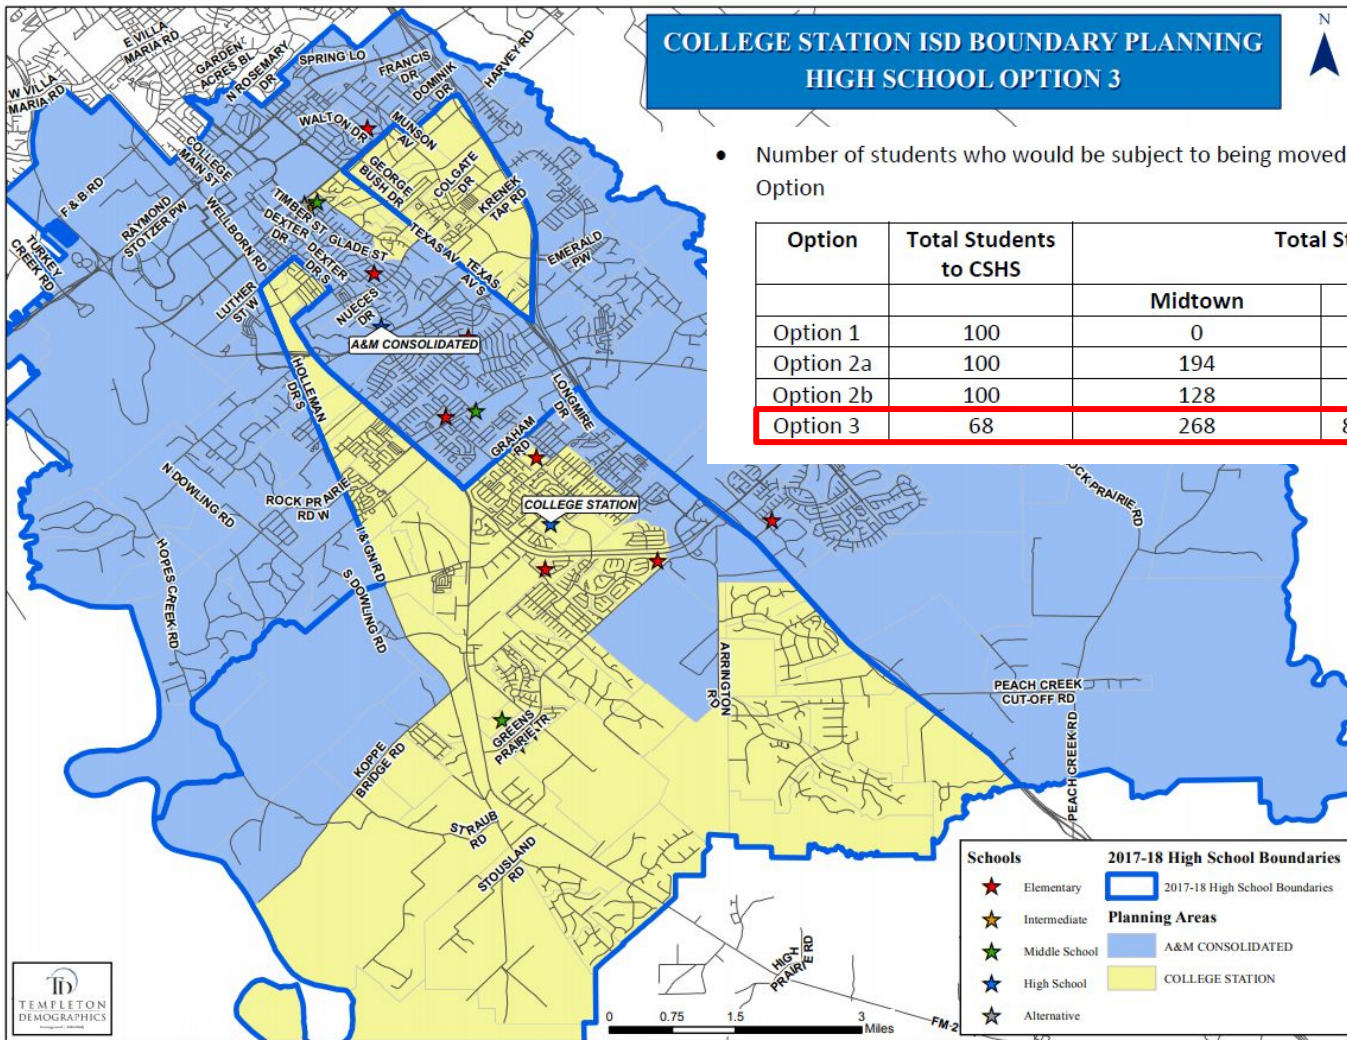 COLLEGE STATION ISD BOUNDARY PLANNING
HIGH SCHOOL OPTION 3
N
• Number of students who would be subject to being moved
Option
Option Total Students to CSHS Total St
Midtown
Option 1 100 0
Option 2a 100 194
Option 2b 100 128
Option 3 68 268 8
E VILLA
MARIA RD
W VILLA
MARIA RD
GARDEN
ACRES BL
N ROSEMARY
DR
SPRING LO
FRANCIS
DR
DOMINIK
DR
HARVEY RD
WALTON DR
MUNSON
AV
COLLEGE
MAIN ST
GEORGE
BUSH DR
COLGATE
DR
KRENEK
TAP RD
F & B RD
RAYMOND
STOTZER PW
WELLBORN RD
TIMBER ST
DEXTER
DR
DEXTER
DR S
GLADE ST
TEXAS AV
TEXAS
AV S
EMERALD
PW
TURKEY
CREEK RD
LUTHER
ST W
NUECES
DR
A&M CONSOLIDATED
HOLLEMAN
DR S
LONGMIRE
DR
GRAHAM
RD
N DOWLING RD
ROCK PRAIRIE
RD W
COLLEGE STATION
OCK PRAIRIE RD
HOPES CREEK RD
I & GN RD
S DOWLING RD
ARRINGTON
RD
PEACH CREEK
CUT-OFF RD
PEACH CREEK RD
GREENS
PRAIRIE TR
KOPPE
BRIDGE RD
STRAUB
RD
STOUSLAND
RD
HIGH
PRAIRIE RD
FM-2
Schools
Elementary
Intermediate
Middle School
High School
Alternative
2017-18 High School Boundaries
2017-18 High School Boundaries
Planning Areas
A&M CONSOLIDATED
COLLEGE STATION
TD
TEMPLETON
DEMOGRAPHICS
0 0.75 1.5 3
Miles